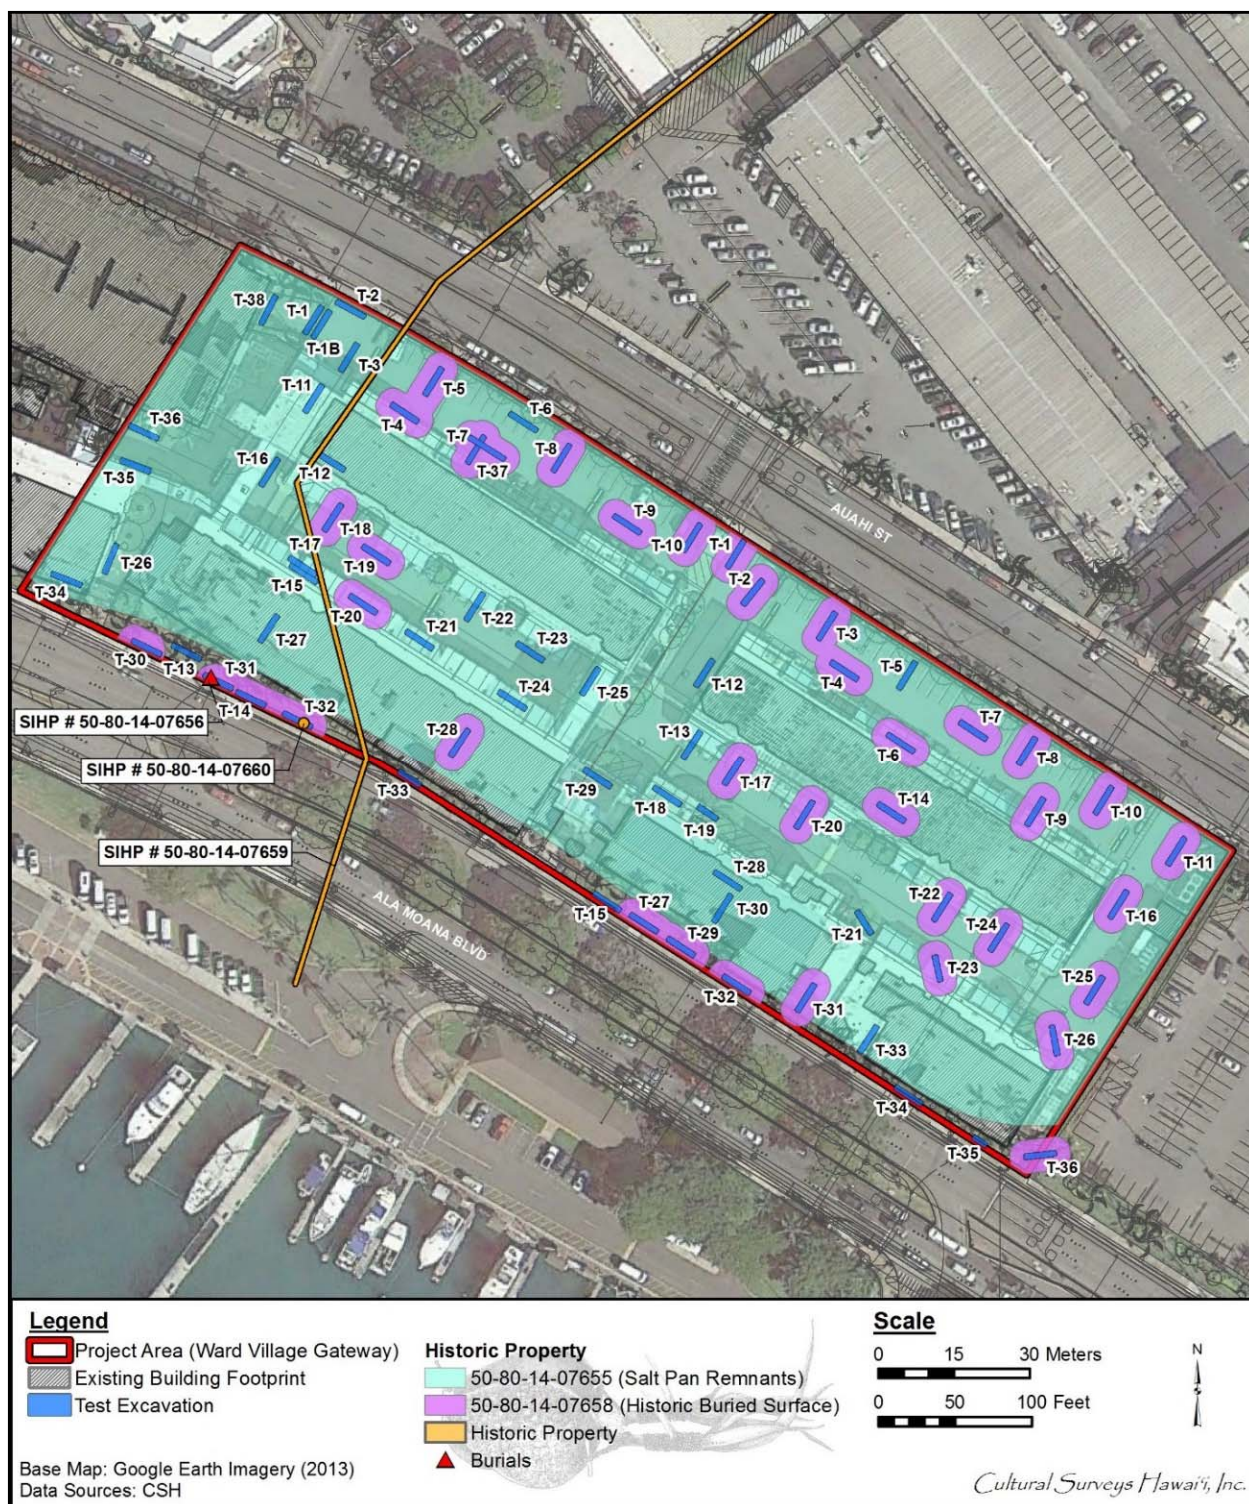 T-38
T-1
T-2
T-1B
T-3
T-11
T-5
T-4
T-6
T-7
T-8
T-37
T-36
T-35
T-16
T-12
T-9
T-10
T-1
T-2
AUAHI ST
T-18
T-17
T-19
T-15
T-26
T-34
T-20
T-22
T-21
T-27
T-23
T-3
T-4
T-5
T-12
T-25
T-24
T-30
T-13
T-31
T-14
T-32
SIHP # 50-80-14-07656
SIHP # 50-80-14-07660
T-28
T-13
T-7
T-6
T-8
T-33
T-29
T-17
T-18
T-19
T-20
T-14
T-9
T-10
T-11
SIHP # 50-80-14-07659
ALA MOANA BLVD
T-28
T-30
T-15
T-27
T-29
T-22
T-24
T-21
T-23
T-16
T-25
T-32
T-31
T-26
T-33
T-34
T-35
T-36
Legend
Project Area (Ward Village Gateway)
Existing Building Footprint
Test Excavation
Historic Property
50-80-14-07655 (Salt Pan Remnants)
50-80-14-07658 (Historic Buried Surface)
Historic Property
Burials
Scale
0 15 30 Meters
0 50 100 Feet
N
Base Map: Google Earth Imagery (2013)
Data Sources: CSH
Cultural Surveys Hawai‘i, Inc.